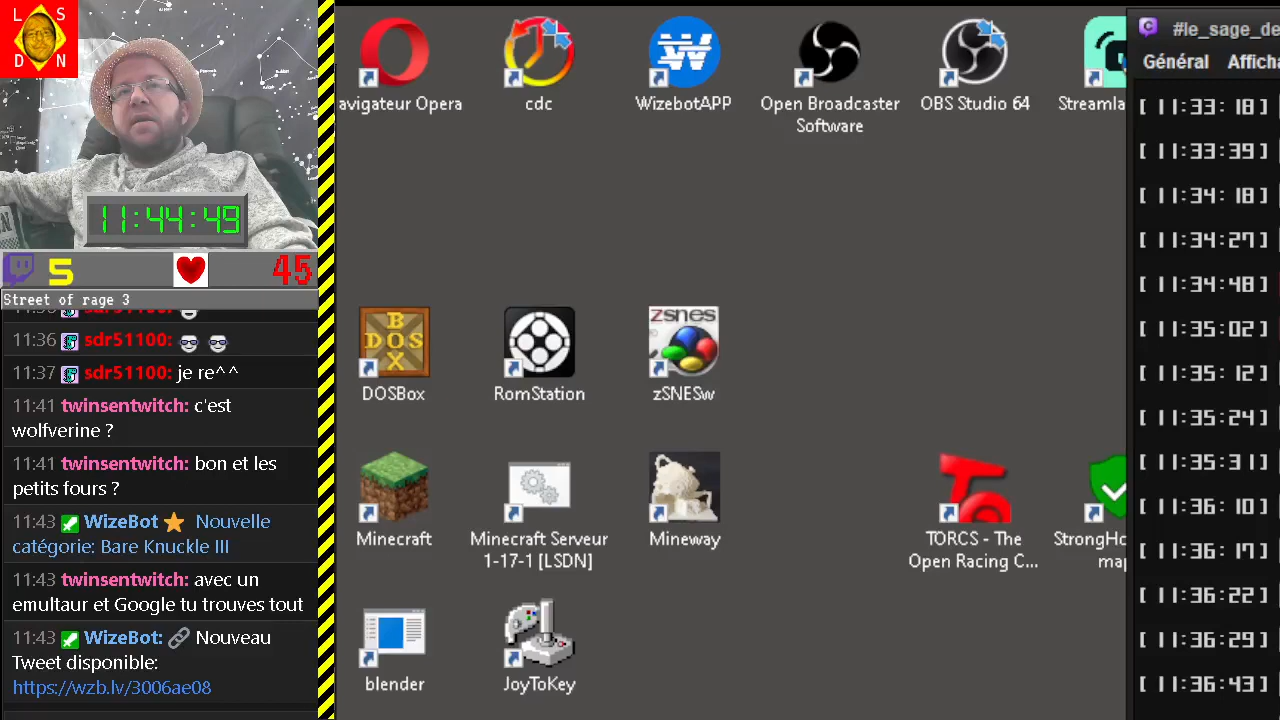 L S
D N
11:44:49
5
45
Street of rage 3
11:36 sdr51100:
11:37 sdr51100: je re^^
11:41 twinsentwitch: c'est
wolfverine ?
11:41 twinsentwitch: bon et les
petits fours ?
11:43 WizeBot Nouvelle
catégorie: Bare Knuckle III
11:43 twinsentwitch: avec un
emultaur et Google tu trouves tout
11:43 WizeBot: Nouveau
Tweet disponible:
https://wzb.lv/3006ae08
avigateur Opera
cdc
WizebotAPP
Open Broadcaster
Software
OBS Studio 64
Streamla
DOS
BOX
DOSBox
RomStation
zsnes
zSNESw
Minecraft
Minecraft Serveur
1-17-1 [LSDN]
Mineway
TORCS - The
Open Racing C...
StrongHo
map
blender
JoyToKey
#le_sage_de
Général Afficha
[ 11:33:18]
[ 11:33:39]
[ 11:34:18]
[ 11:34:27]
[ 11:34:48]
[ 11:35:02]
[ 11:35:12]
[ 11:35:24]
[ 11:35:31]
[ 11:36:10]
[ 11:36:17]
[ 11:36:22]
[ 11:36:29]
[ 11:36:43]